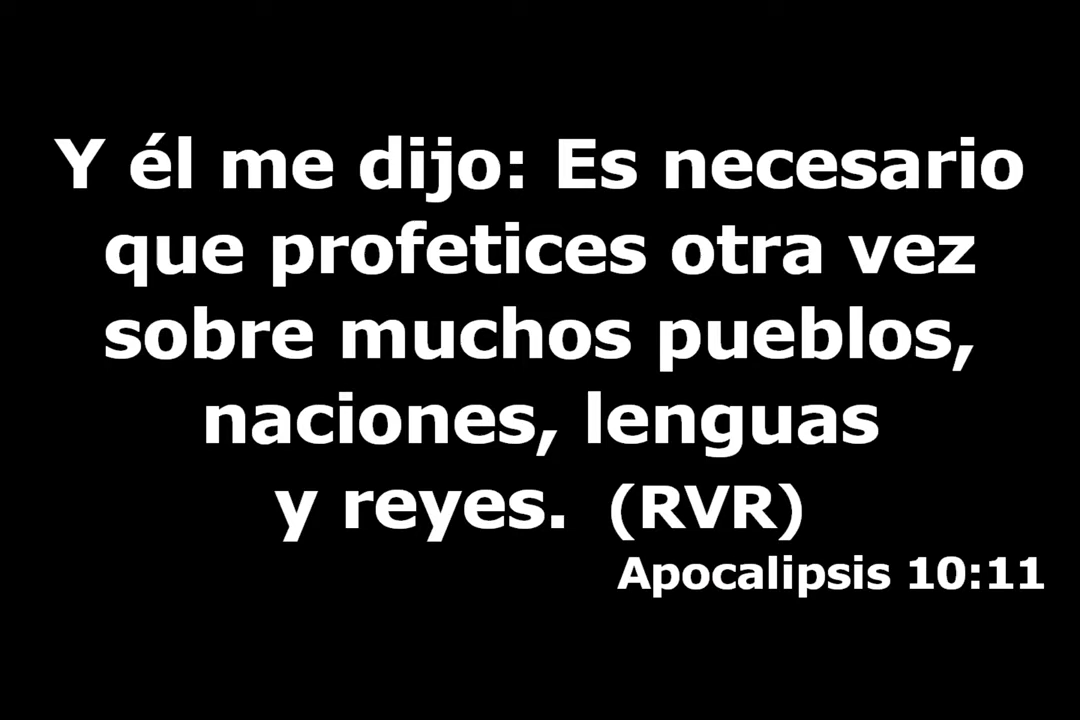 Y él me dijo: Es necesario
que profetices otra vez
sobre muchos pueblos,
naciones, lenguas
y reyes. (RVR)
Apocalipsis 10:11